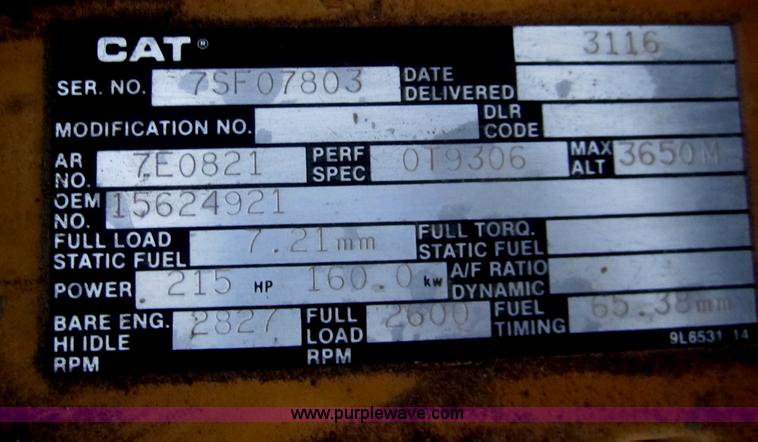 CAT® 3116
SER. NO. 7SF07803 DATE DELIVERED
MODIFICATION NO. DLR CODE
AR NO. 7E0821 PERF SPEC 0T9306 MAX ALT 3650M
OEM NO. 15624921
FULL LOAD STATIC FUEL 7.21mm FULL TORQ. STATIC FUEL
POWER 215 HP 160.0 kw A/F RATIO DYNAMIC
BARE ENG. HI IDLE RPM 2827 FULL LOAD RPM 2600 FUEL TIMING 65.38mm
9L6531 14
www.purplewave.com